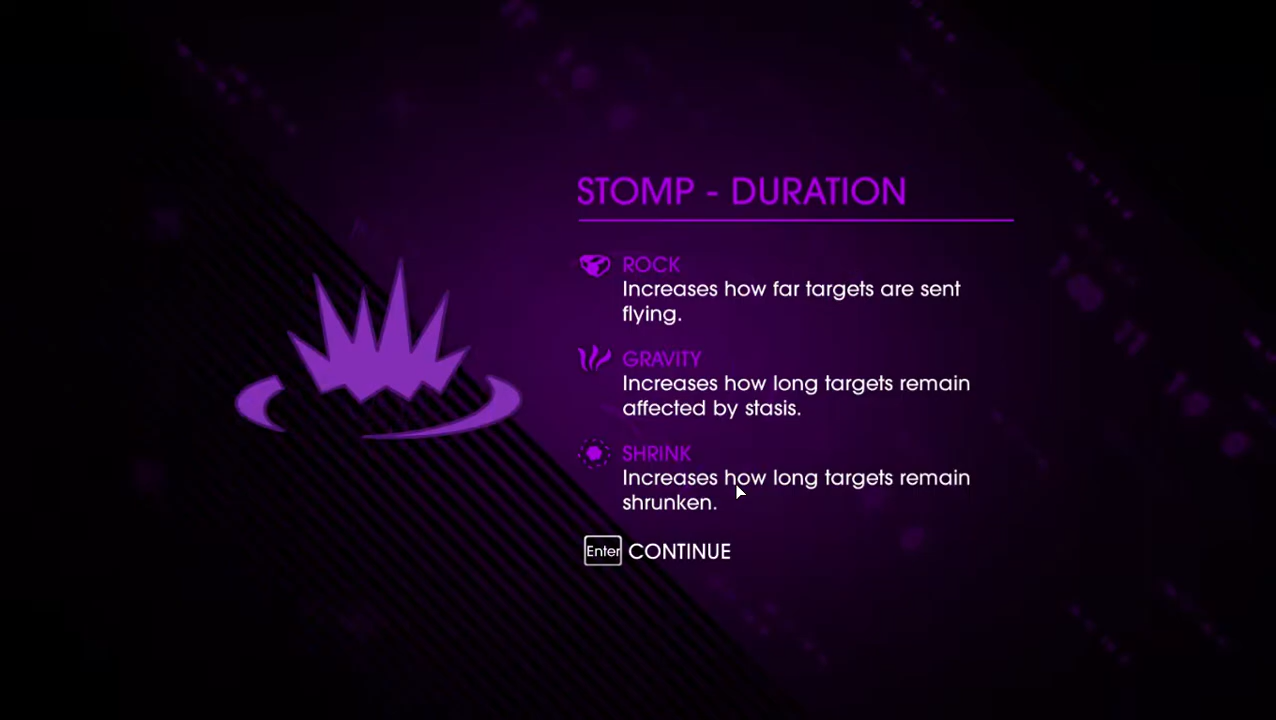 STOMP - DURATION
ROCK
Increases how far targets are sent
flying.
GRAVITY
Increases how long targets remain
affected by stasis.
SHRINK
Increases how long targets remain
shrunken.
Enter CONTINUE